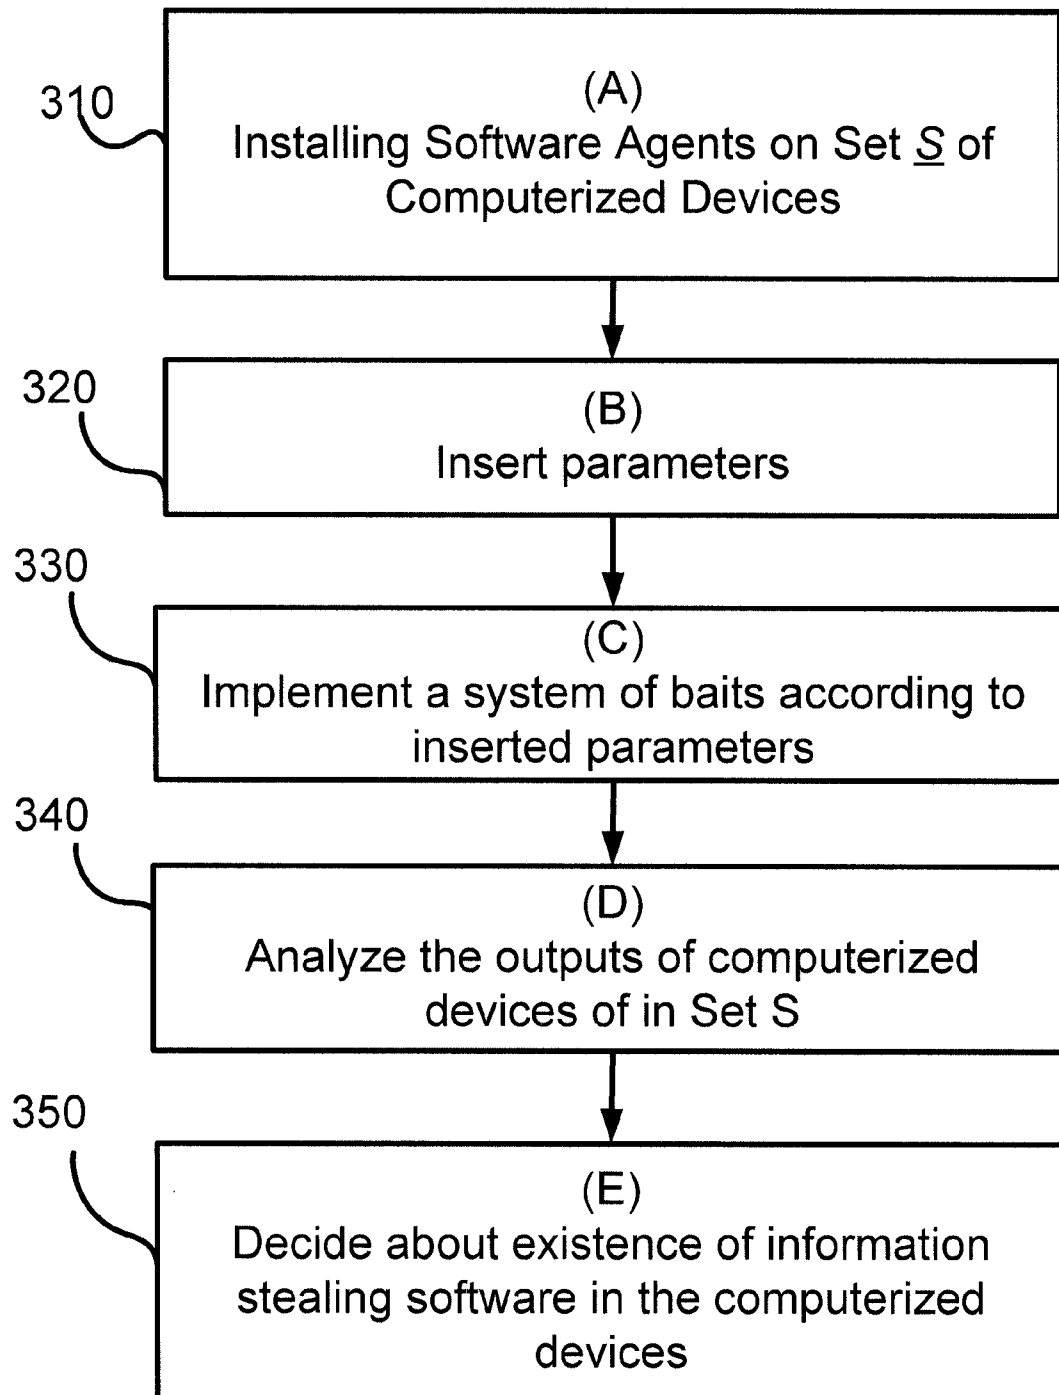 310
(A)
Installing Software Agents on Set S of
Computerized Devices
320
(B)
Insert parameters
330
(C)
Implement a system of baits according to
inserted parameters
340
(D)
Analyze the outputs of computerized
devices of in Set S
350
(E)
Decide about existence of information
stealing software in the computerized
devices